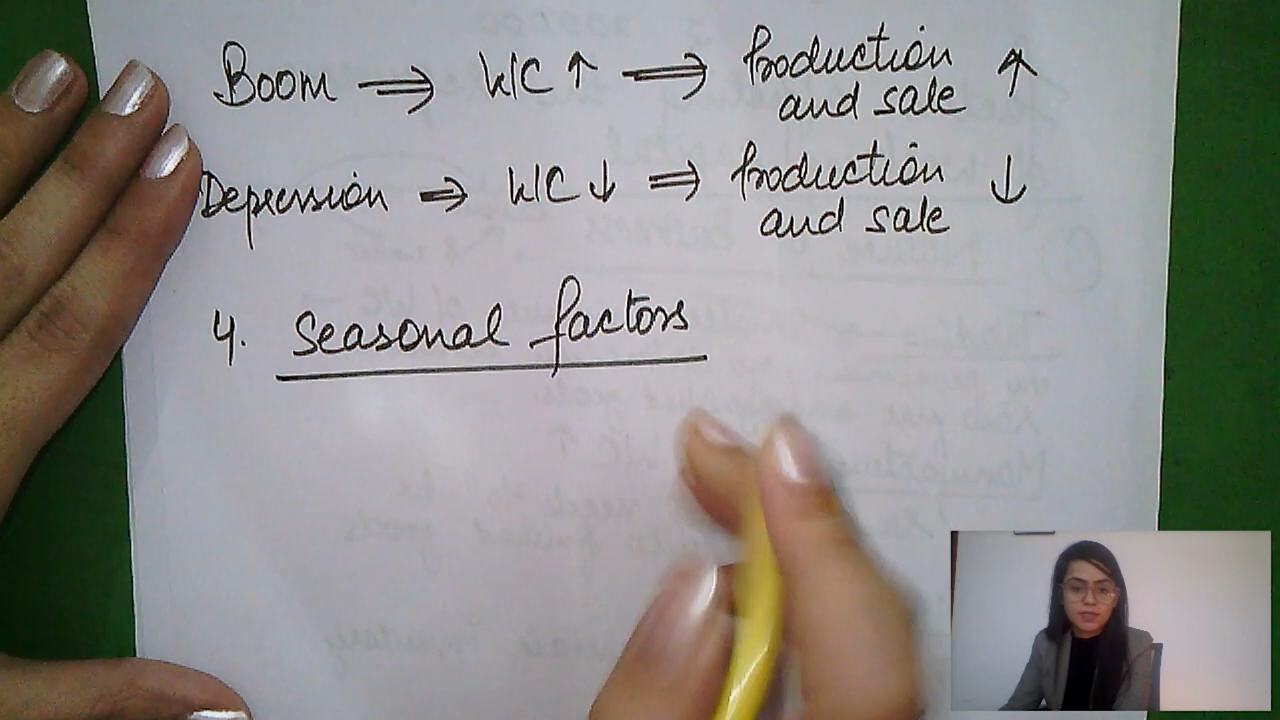 Boom ⇒ W/C ↑ ⇒ Production and sale ↑
Depression ⇒ W/C ↓ ⇒ Production and sale ↓
4. Seasonal factors